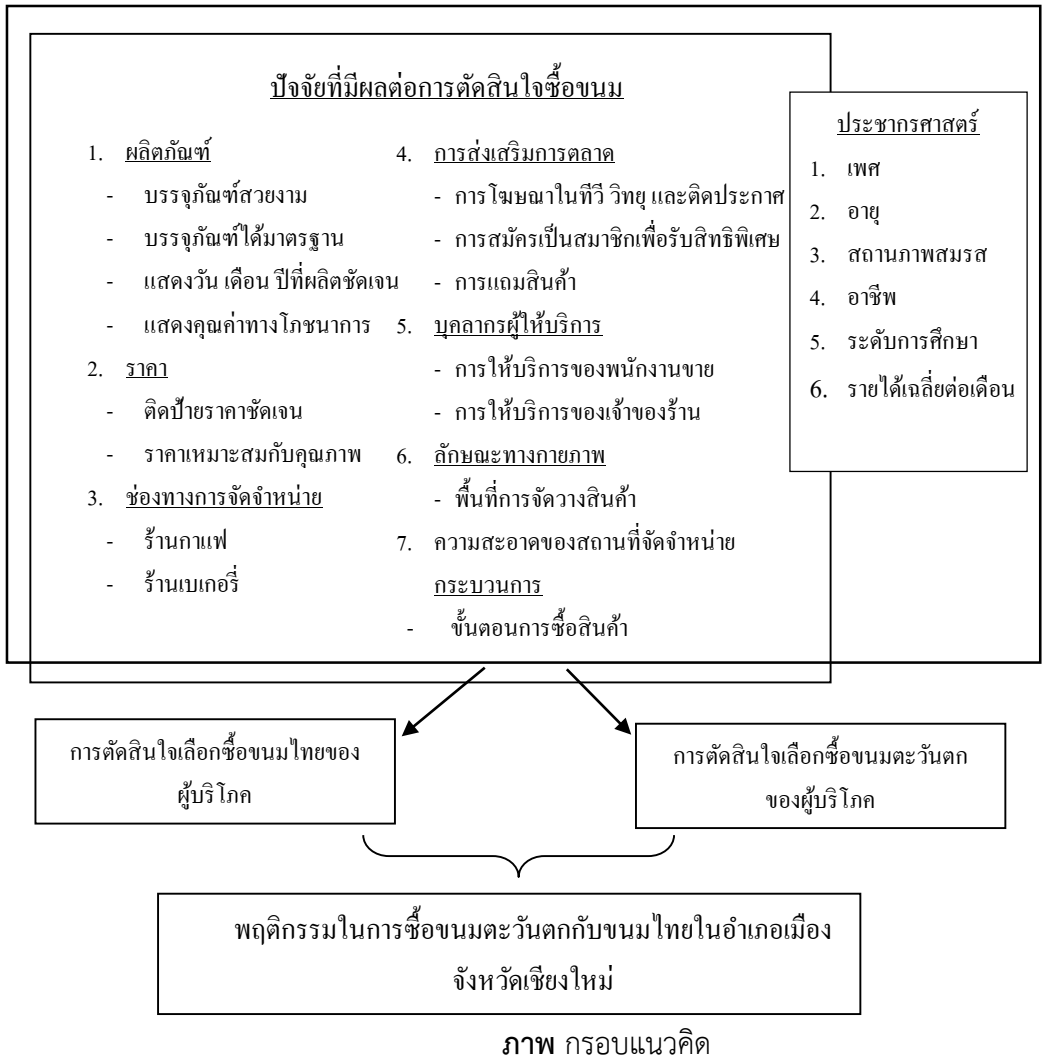 ปัจจัยที่มีผลต่อการตัดสินใจซื้อขนม
1. ผลิตภัณฑ์
- บรรจุภัณฑ์สวยงาม
- บรรจุภัณฑ์ได้มาตรฐาน
- แสดงวัน เดือน ปีที่ผลิตชัดเจน
- แสดงคุณค่าทางโภชนาการ
2. ราคา
- ติดป้ายราคาชัดเจน
- ราคาเหมาะสมกับคุณภาพ
3. ช่องทางการจัดจำหน่าย
- ร้านกาแฟ
- ร้านเบเกอรี่
4. การส่งเสริมการตลาด
- การโฆษณาในทีวี วิทยุ และติดประกาศ
- การสมัครเป็นสมาชิกเพื่อรับสิทธิพิเศษ
- การแถมสินค้า
5. บุคลากรผู้ให้บริการ
- การให้บริการของพนักงานขาย
- การให้บริการของเจ้าของร้าน
6. ลักษณะทางกายภาพ
- พื้นที่การจัดวางสินค้า
7. ความสะอาดของสถานที่จัดจำหน่าย
กระบวนการ
- ขั้นตอนการซื้อสินค้า
ประชากรศาสตร์
1. เพศ
2. อายุ
3. สถานภาพสมรส
4. อาชีพ
5. ระดับการศึกษา
6. รายได้เฉลี่ยต่อเดือน
การตัดสินใจเลือกซื้อขนมไทยของ
ผู้บริโภค
การตัดสินใจเลือกซื้อขนมตะวันตก
ของผู้บริโภค
พฤติกรรมในการซื้อขนมตะวันตกกับขนมไทยในอำเภอเมือง
จังหวัดเชียงใหม่
ภาพ กรอบแนวคิด